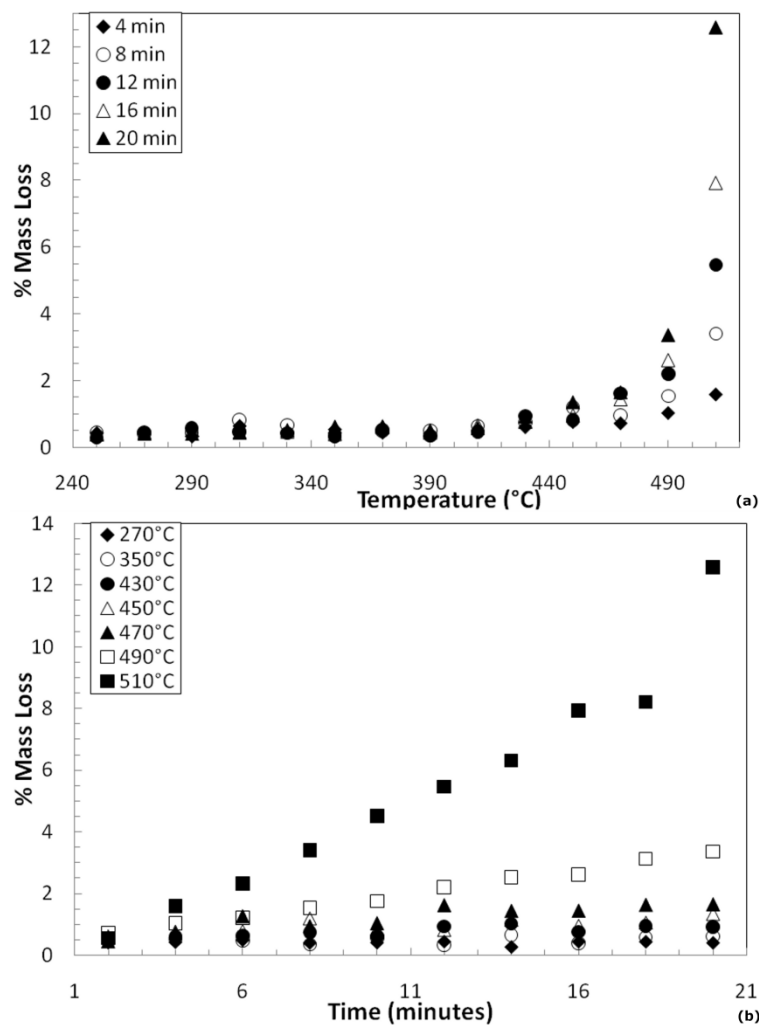 12
10
8
6
4
2
0
% Mass Loss
4 min
8 min
12 min
16 min
20 min
240 290 340 390 440 490
Temperature (°C)
(a)
14
12
10
8
6
4
2
0
% Mass Loss
270°C
350°C
430°C
450°C
470°C
490°C
510°C
1 6 11 16 21
Time (minutes)
(b)